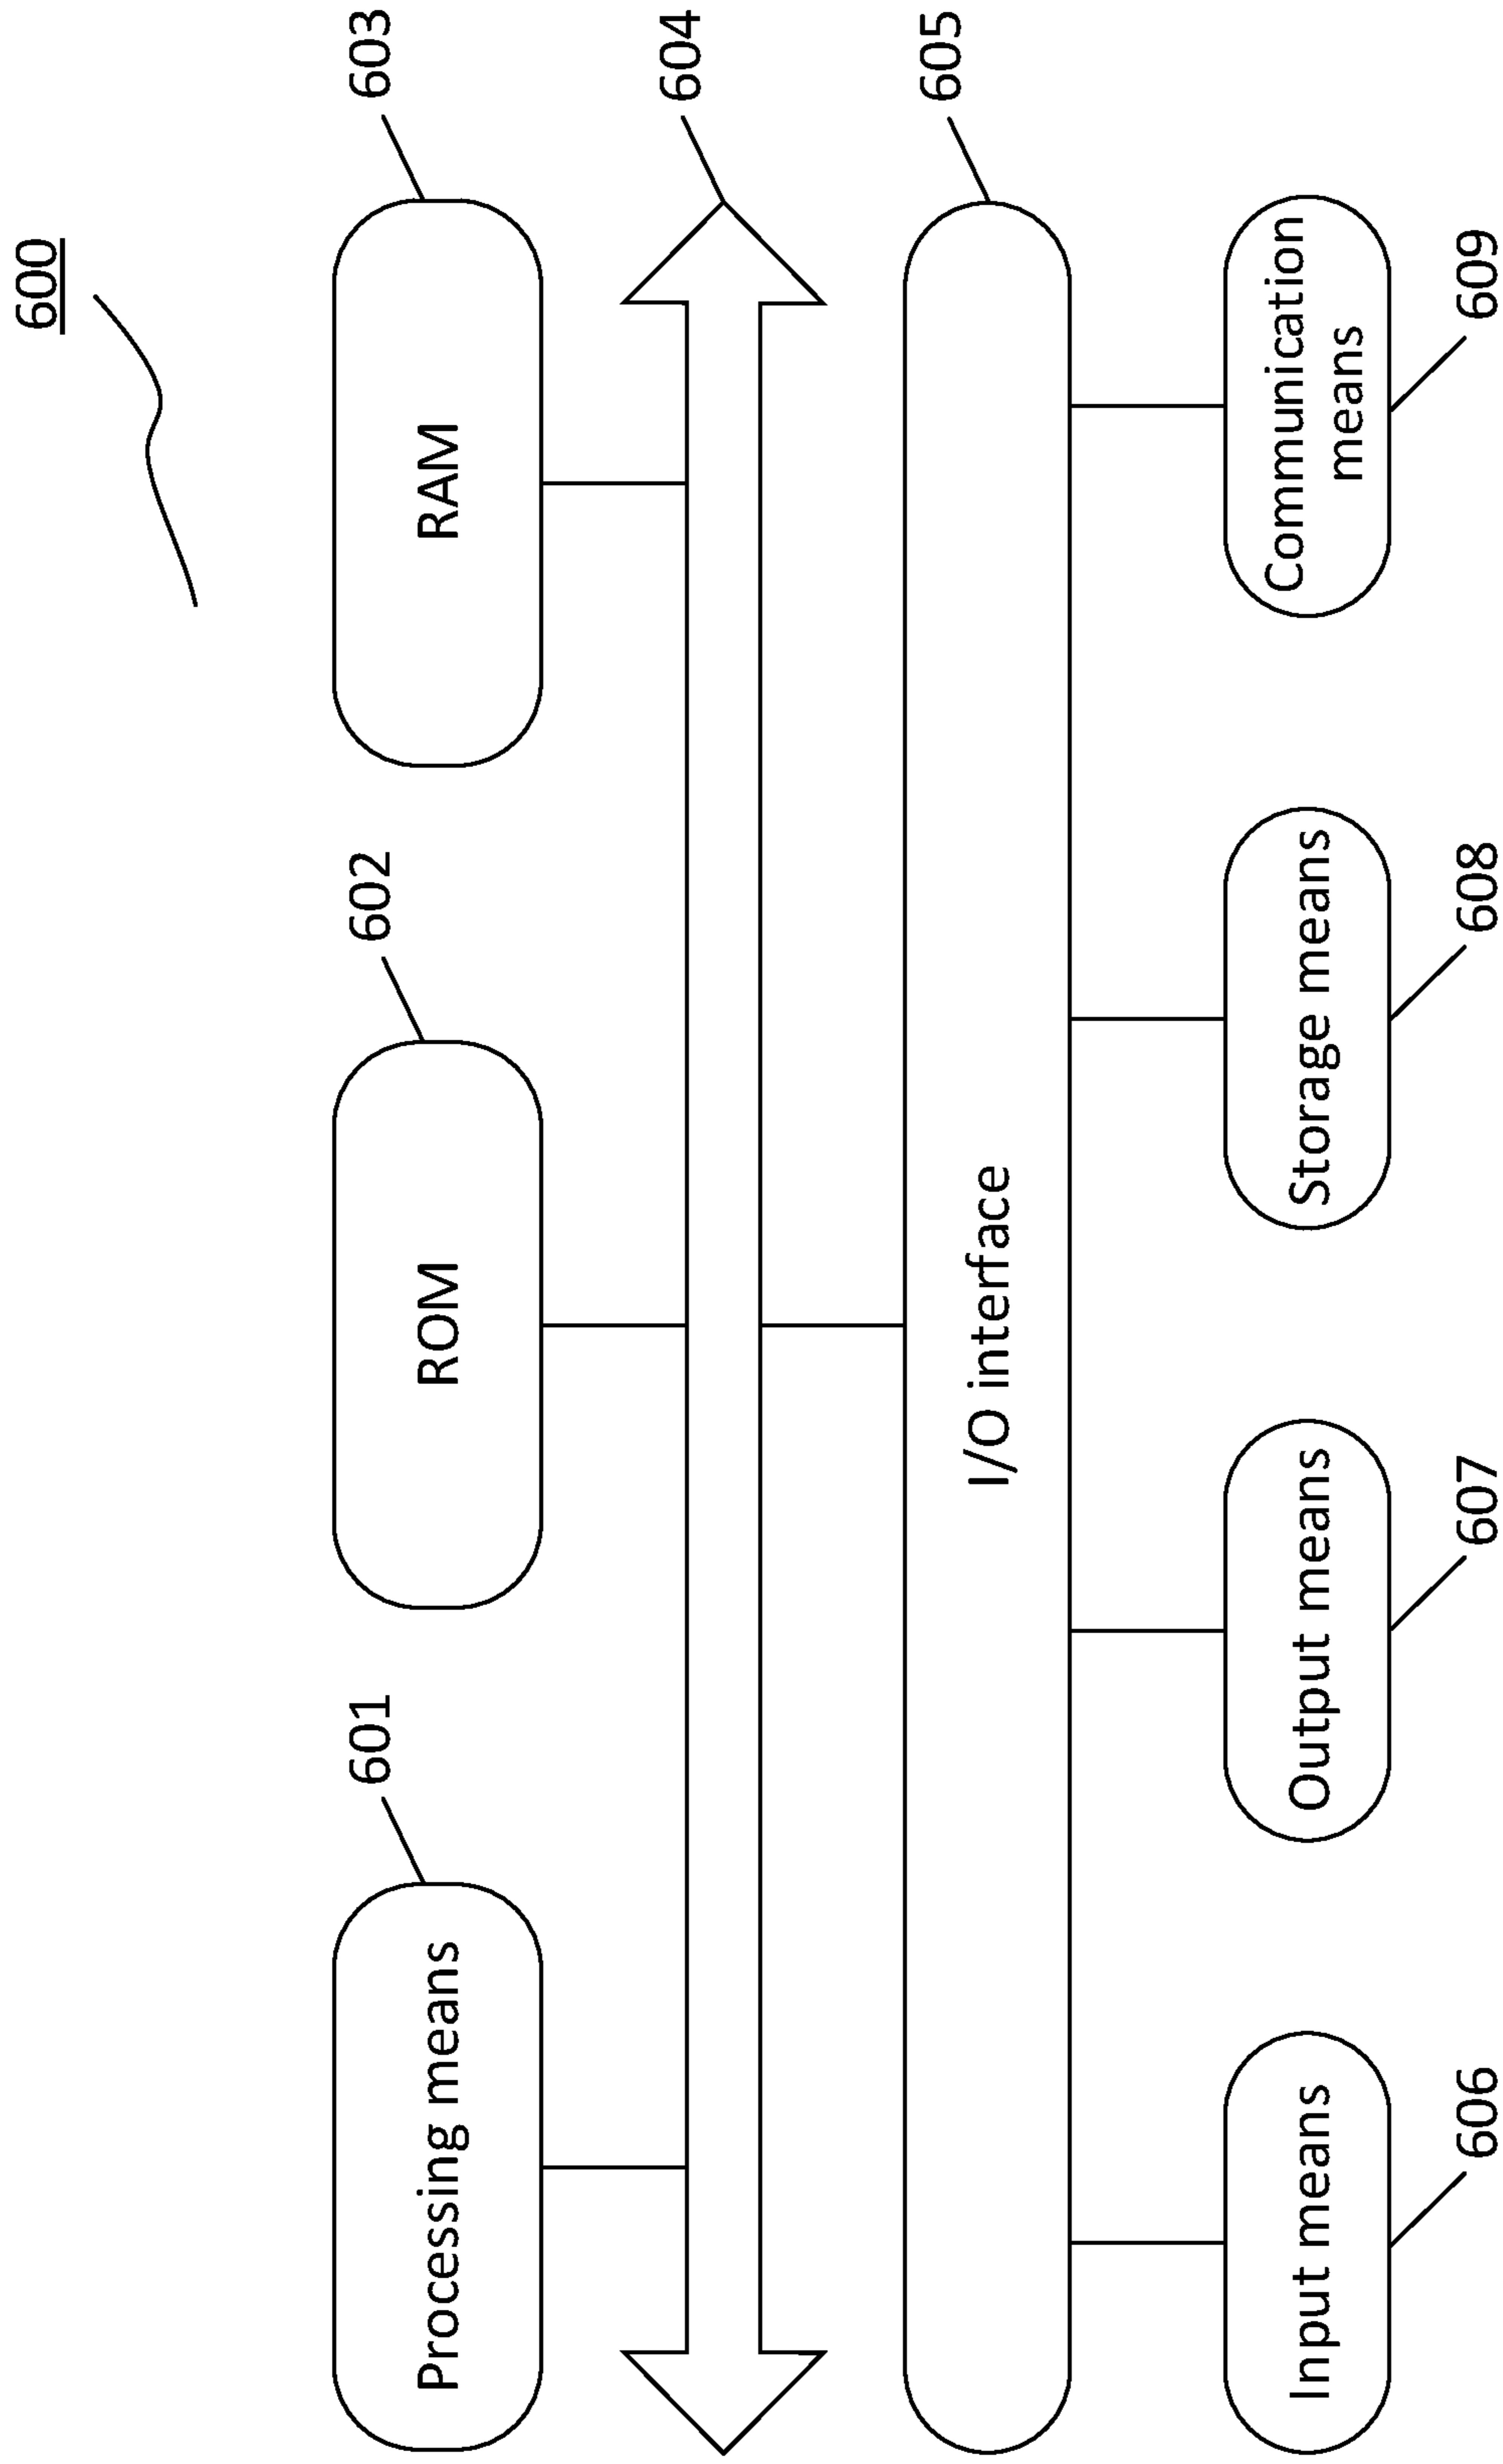 600
601
602
603
Processing means
ROM
RAM
604
605
I/O interface
Input means
Output means
Storage means
Communication
means
606
607
608
609